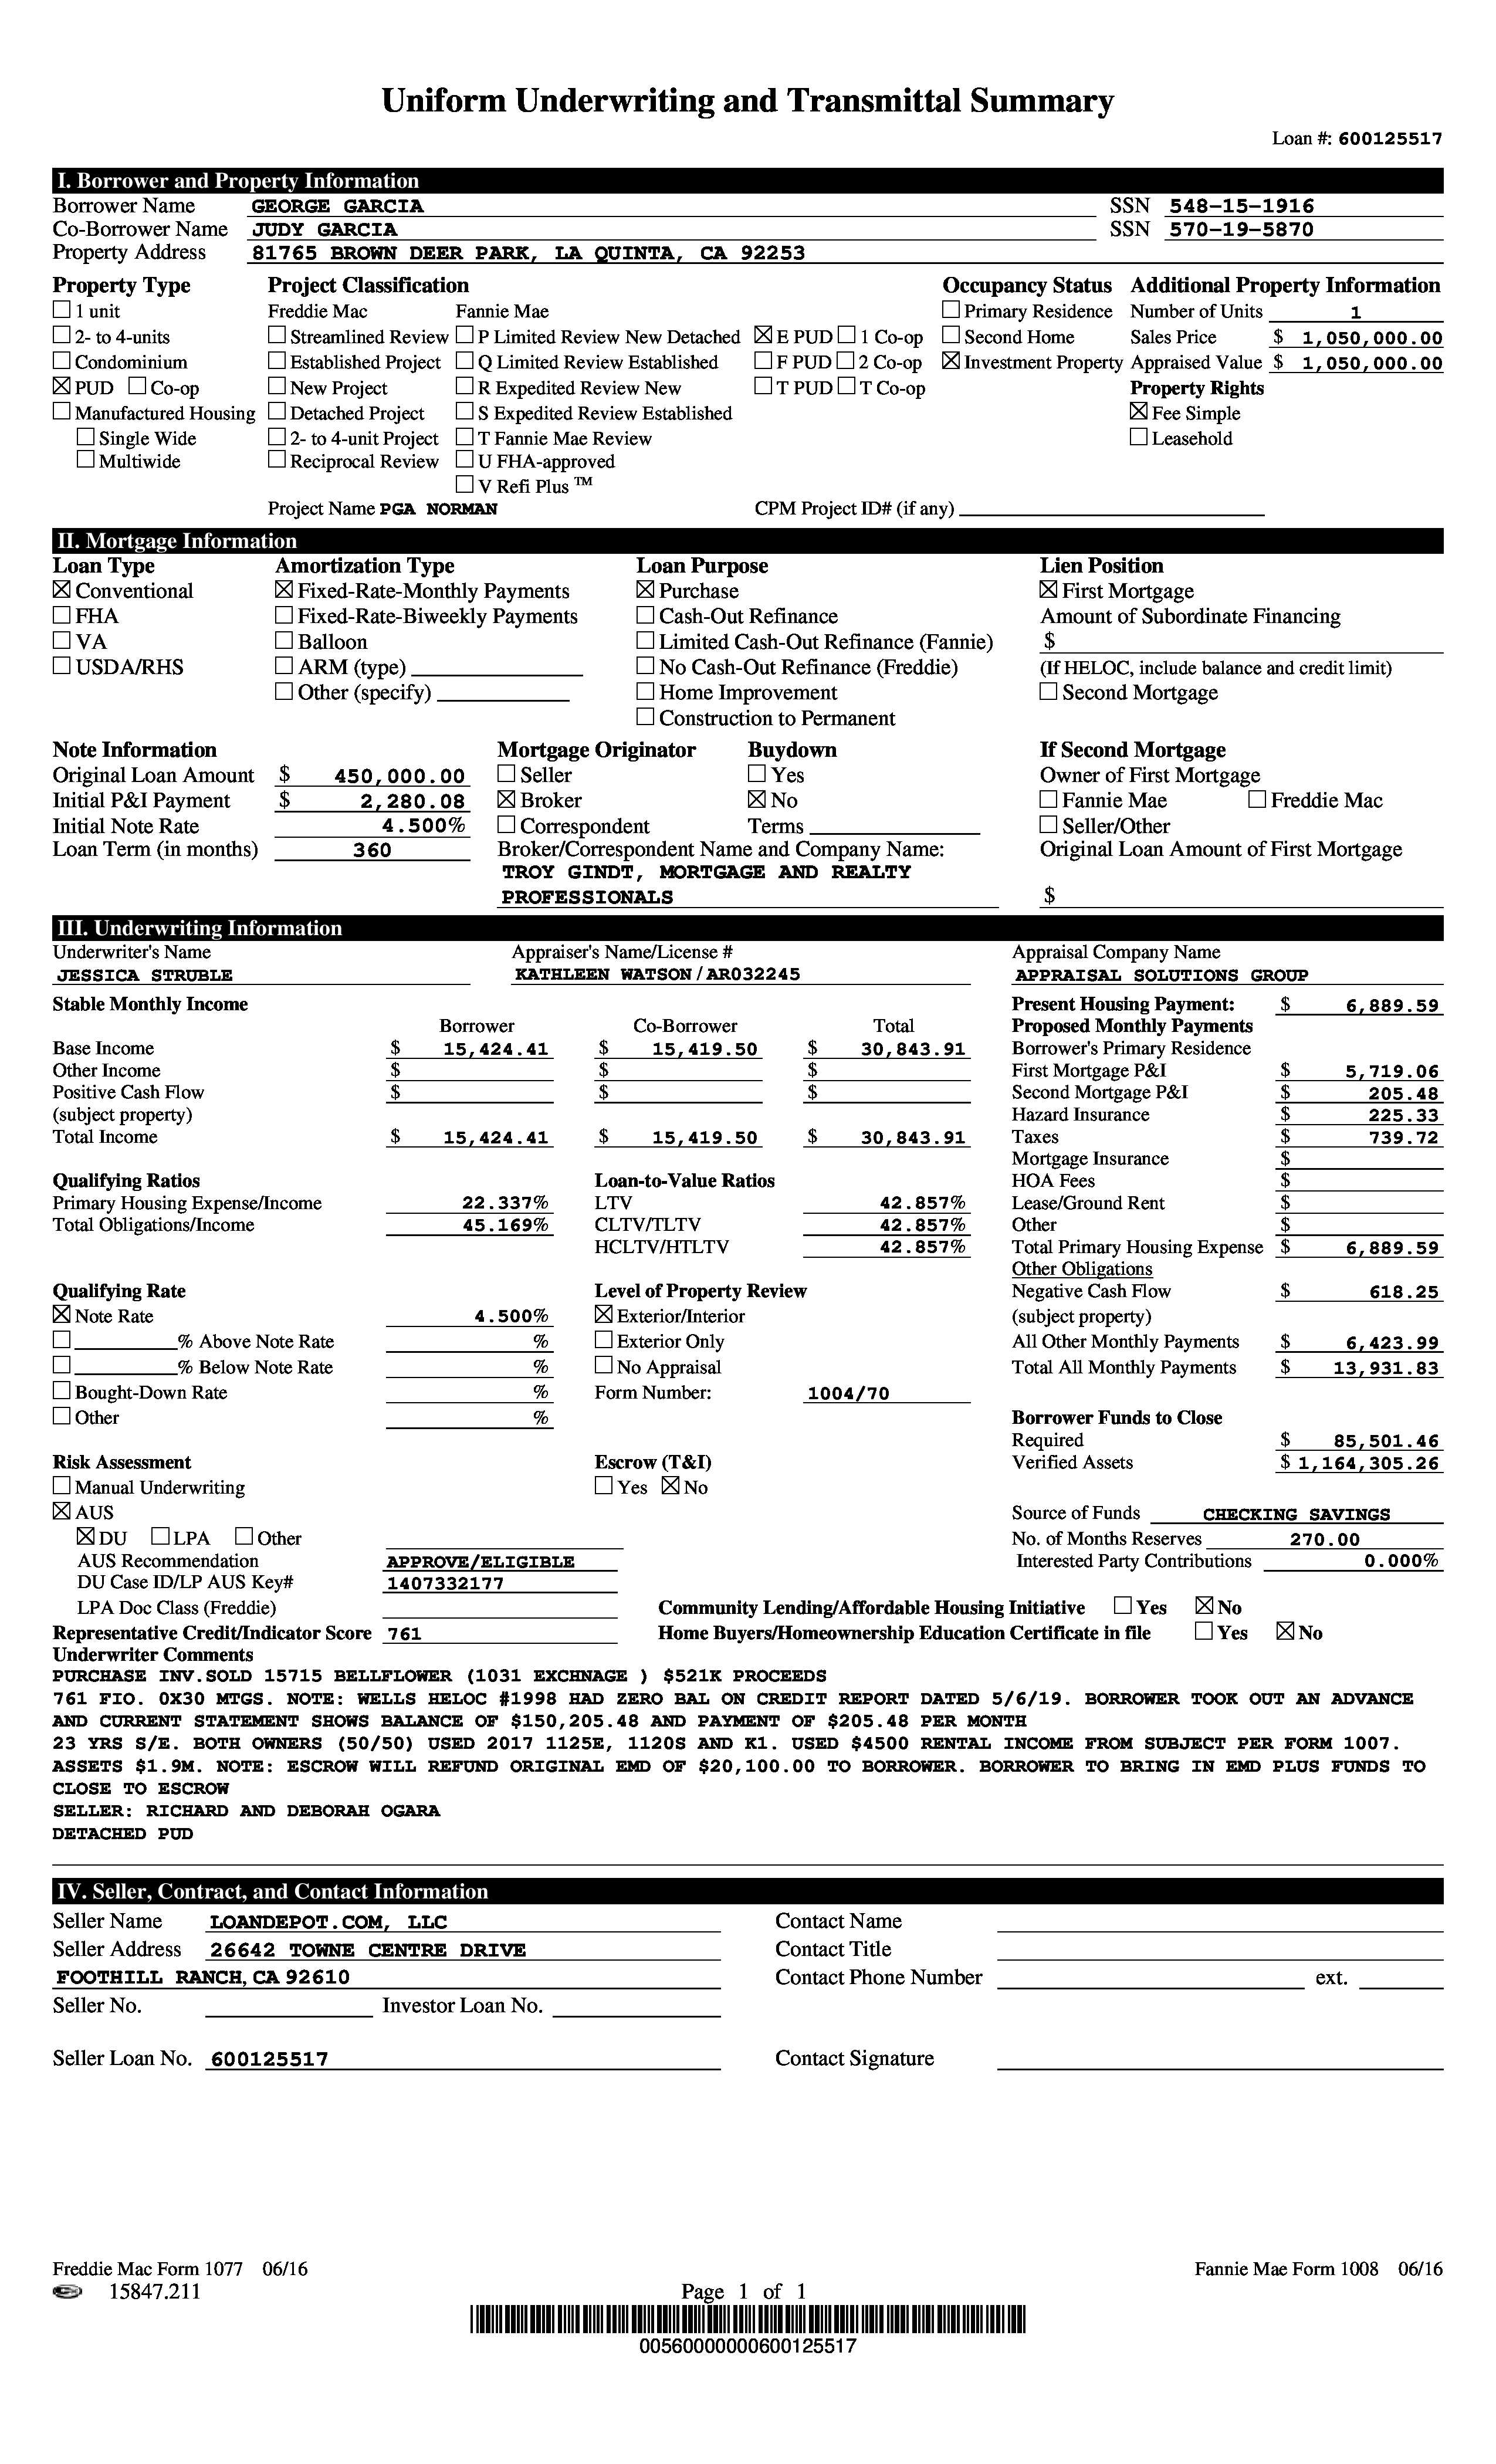 Uniform Underwriting and Transmittal Summary
Loan #: 600125517
I. Borrower and Property Information
Borrower Name GEORGE GARCIA SSN 548-15-1916
Co-Borrower Name JUDY GARCIA SSN 570-19-5870
Property Address 81765 BROWN DEER PARK, LA QUINTA, CA 92253
Property Type Project Classification Occupancy Status Additional Property Information
☐ 1 unit Freddie Mac Fannie Mae ☐ Primary Residence Number of Units 1
☐ 2- to 4-units ☐ Streamlined Review ☐ P Limited Review New Detached ☒ E PUD ☐ 1 Co-op ☐ Second Home Sales Price $ 1,050,000.00
☐ Condominium ☐ Established Project ☐ Q Limited Review Established ☐ F PUD ☐ 2 Co-op ☒ Investment Property Appraised Value $ 1,050,000.00
☒ PUD ☐ Co-op ☐ New Project ☐ R Expedited Review New ☐ T PUD ☐ T Co-op Property Rights
☐ Manufactured Housing ☐ Detached Project ☐ S Expedited Review Established ☒ Fee Simple
☐ Single Wide ☐ 2- to 4-unit Project ☐ T Fannie Mae Review ☐ Leasehold
☐ Multiwide ☐ Reciprocal Review ☐ U FHA-approved
☐ V Refi Plus ™
Project Name PGA NORMAN CPM Project ID# (if any)
II. Mortgage Information
Loan Type Amortization Type Loan Purpose Lien Position
☒ Conventional ☒ Fixed-Rate-Monthly Payments ☒ Purchase ☒ First Mortgage
☐ FHA ☐ Fixed-Rate-Biweekly Payments ☐ Cash-Out Refinance Amount of Subordinate Financing
☐ VA ☐ Balloon ☐ Limited Cash-Out Refinance (Fannie) $
☐ USDA/RHS ☐ ARM (type) ☐ No Cash-Out Refinance (Freddie) (If HELOC, include balance and credit limit)
☐ Other (specify) ☐ Home Improvement ☐ Second Mortgage
☐ Construction to Permanent
Note Information Mortgage Originator Buydown If Second Mortgage
Original Loan Amount $ 450,000.00 ☐ Seller ☐ Yes Owner of First Mortgage
Initial P&I Payment $ 2,280.08 ☒ Broker ☒ No ☐ Fannie Mae ☐ Freddie Mac
Initial Note Rate 4.500% ☐ Correspondent Terms ☐ Seller/Other
Loan Term (in months) 360 Broker/Correspondent Name and Company Name: Original Loan Amount of First Mortgage
TROY GINDT, MORTGAGE AND REALTY
PROFESSIONALS $
III. Underwriting Information
Underwriter's Name Appraiser's Name/License # Appraisal Company Name
JESSICA STRUBLE KATHLEEN WATSON/AR032245 APPRAISAL SOLUTIONS GROUP
Stable Monthly Income Present Housing Payment: $ 6,889.59
Borrower Co-Borrower Total Proposed Monthly Payments
Base Income $ 15,424.41 $ 15,419.50 $ 30,843.91 Borrower's Primary Residence
Other Income $ $ $ First Mortgage P&I $ 5,719.06
Positive Cash Flow $ $ $ Second Mortgage P&I $ 205.48
(subject property) Hazard Insurance $ 225.33
Total Income $ 15,424.41 $ 15,419.50 $ 30,843.91 Taxes $ 739.72
Mortgage Insurance $
Qualifying Ratios Loan-to-Value Ratios HOA Fees $
Primary Housing Expense/Income 22.337% LTV 42.857% Lease/Ground Rent $
Total Obligations/Income 45.169% CLTV/TLTV 42.857% Other $
HCLTV/HTLTV 42.857% Total Primary Housing Expense $ 6,889.59
Other Obligations
Qualifying Rate Level of Property Review Negative Cash Flow $ 618.25
☒ Note Rate 4.500% ☒ Exterior/Interior (subject property)
☐ % Above Note Rate % ☐ Exterior Only All Other Monthly Payments $ 6,423.99
☐ % Below Note Rate % ☐ No Appraisal Total All Monthly Payments $ 13,931.83
☐ Bought-Down Rate % Form Number: 1004/70
☐ Other % Borrower Funds to Close
Required $ 85,501.46
Risk Assessment Escrow (T&I) Verified Assets $ 1,164,305.26
☐ Manual Underwriting ☐ Yes ☒ No
☒ AUS Source of Funds CHECKING SAVINGS
☒ DU ☐ LPA ☐ Other No. of Months Reserves 270.00
AUS Recommendation APPROVE/ELIGIBLE Interested Party Contributions 0.000%
DU Case ID/LP AUS Key# 1407332177
LPA Doc Class (Freddie) Community Lending/Affordable Housing Initiative ☐ Yes ☒ No
Representative Credit/Indicator Score 761 Home Buyers/Homeownership Education Certificate in file ☐ Yes ☒ No
Underwriter Comments
PURCHASE INV.SOLD 15715 BELLFLOWER (1031 EXCHNAGE ) $521K PROCEEDS
761 FIO. 0X30 MTGS. NOTE: WELLS HELOC #1998 HAD ZERO BAL ON CREDIT REPORT DATED 5/6/19. BORROWER TOOK OUT AN ADVANCE
AND CURRENT STATEMENT SHOWS BALANCE OF $150,205.48 AND PAYMENT OF $205.48 PER MONTH
23 YRS S/E. BOTH OWNERS (50/50) USED 2017 1125E, 1120S AND K1. USED $4500 RENTAL INCOME FROM SUBJECT PER FORM 1007.
ASSETS $1.9M. NOTE: ESCROW WILL REFUND ORIGINAL EMD OF $20,100.00 TO BORROWER. BORROWER TO BRING IN EMD PLUS FUNDS TO
CLOSE TO ESCROW
SELLER: RICHARD AND DEBORAH OGARA
DETACHED PUD
IV. Seller, Contract, and Contact Information
Seller Name LOANDEPOT.COM, LLC Contact Name
Seller Address 26642 TOWNE CENTRE DRIVE Contact Title
FOOTHILL RANCH, CA 92610 Contact Phone Number ext.
Seller No. Investor Loan No.
Seller Loan No. 600125517 Contact Signature
Freddie Mac Form 1077 06/16 Fannie Mae Form 1008 06/16
15847.211 Page 1 of 1
00560000000600125517